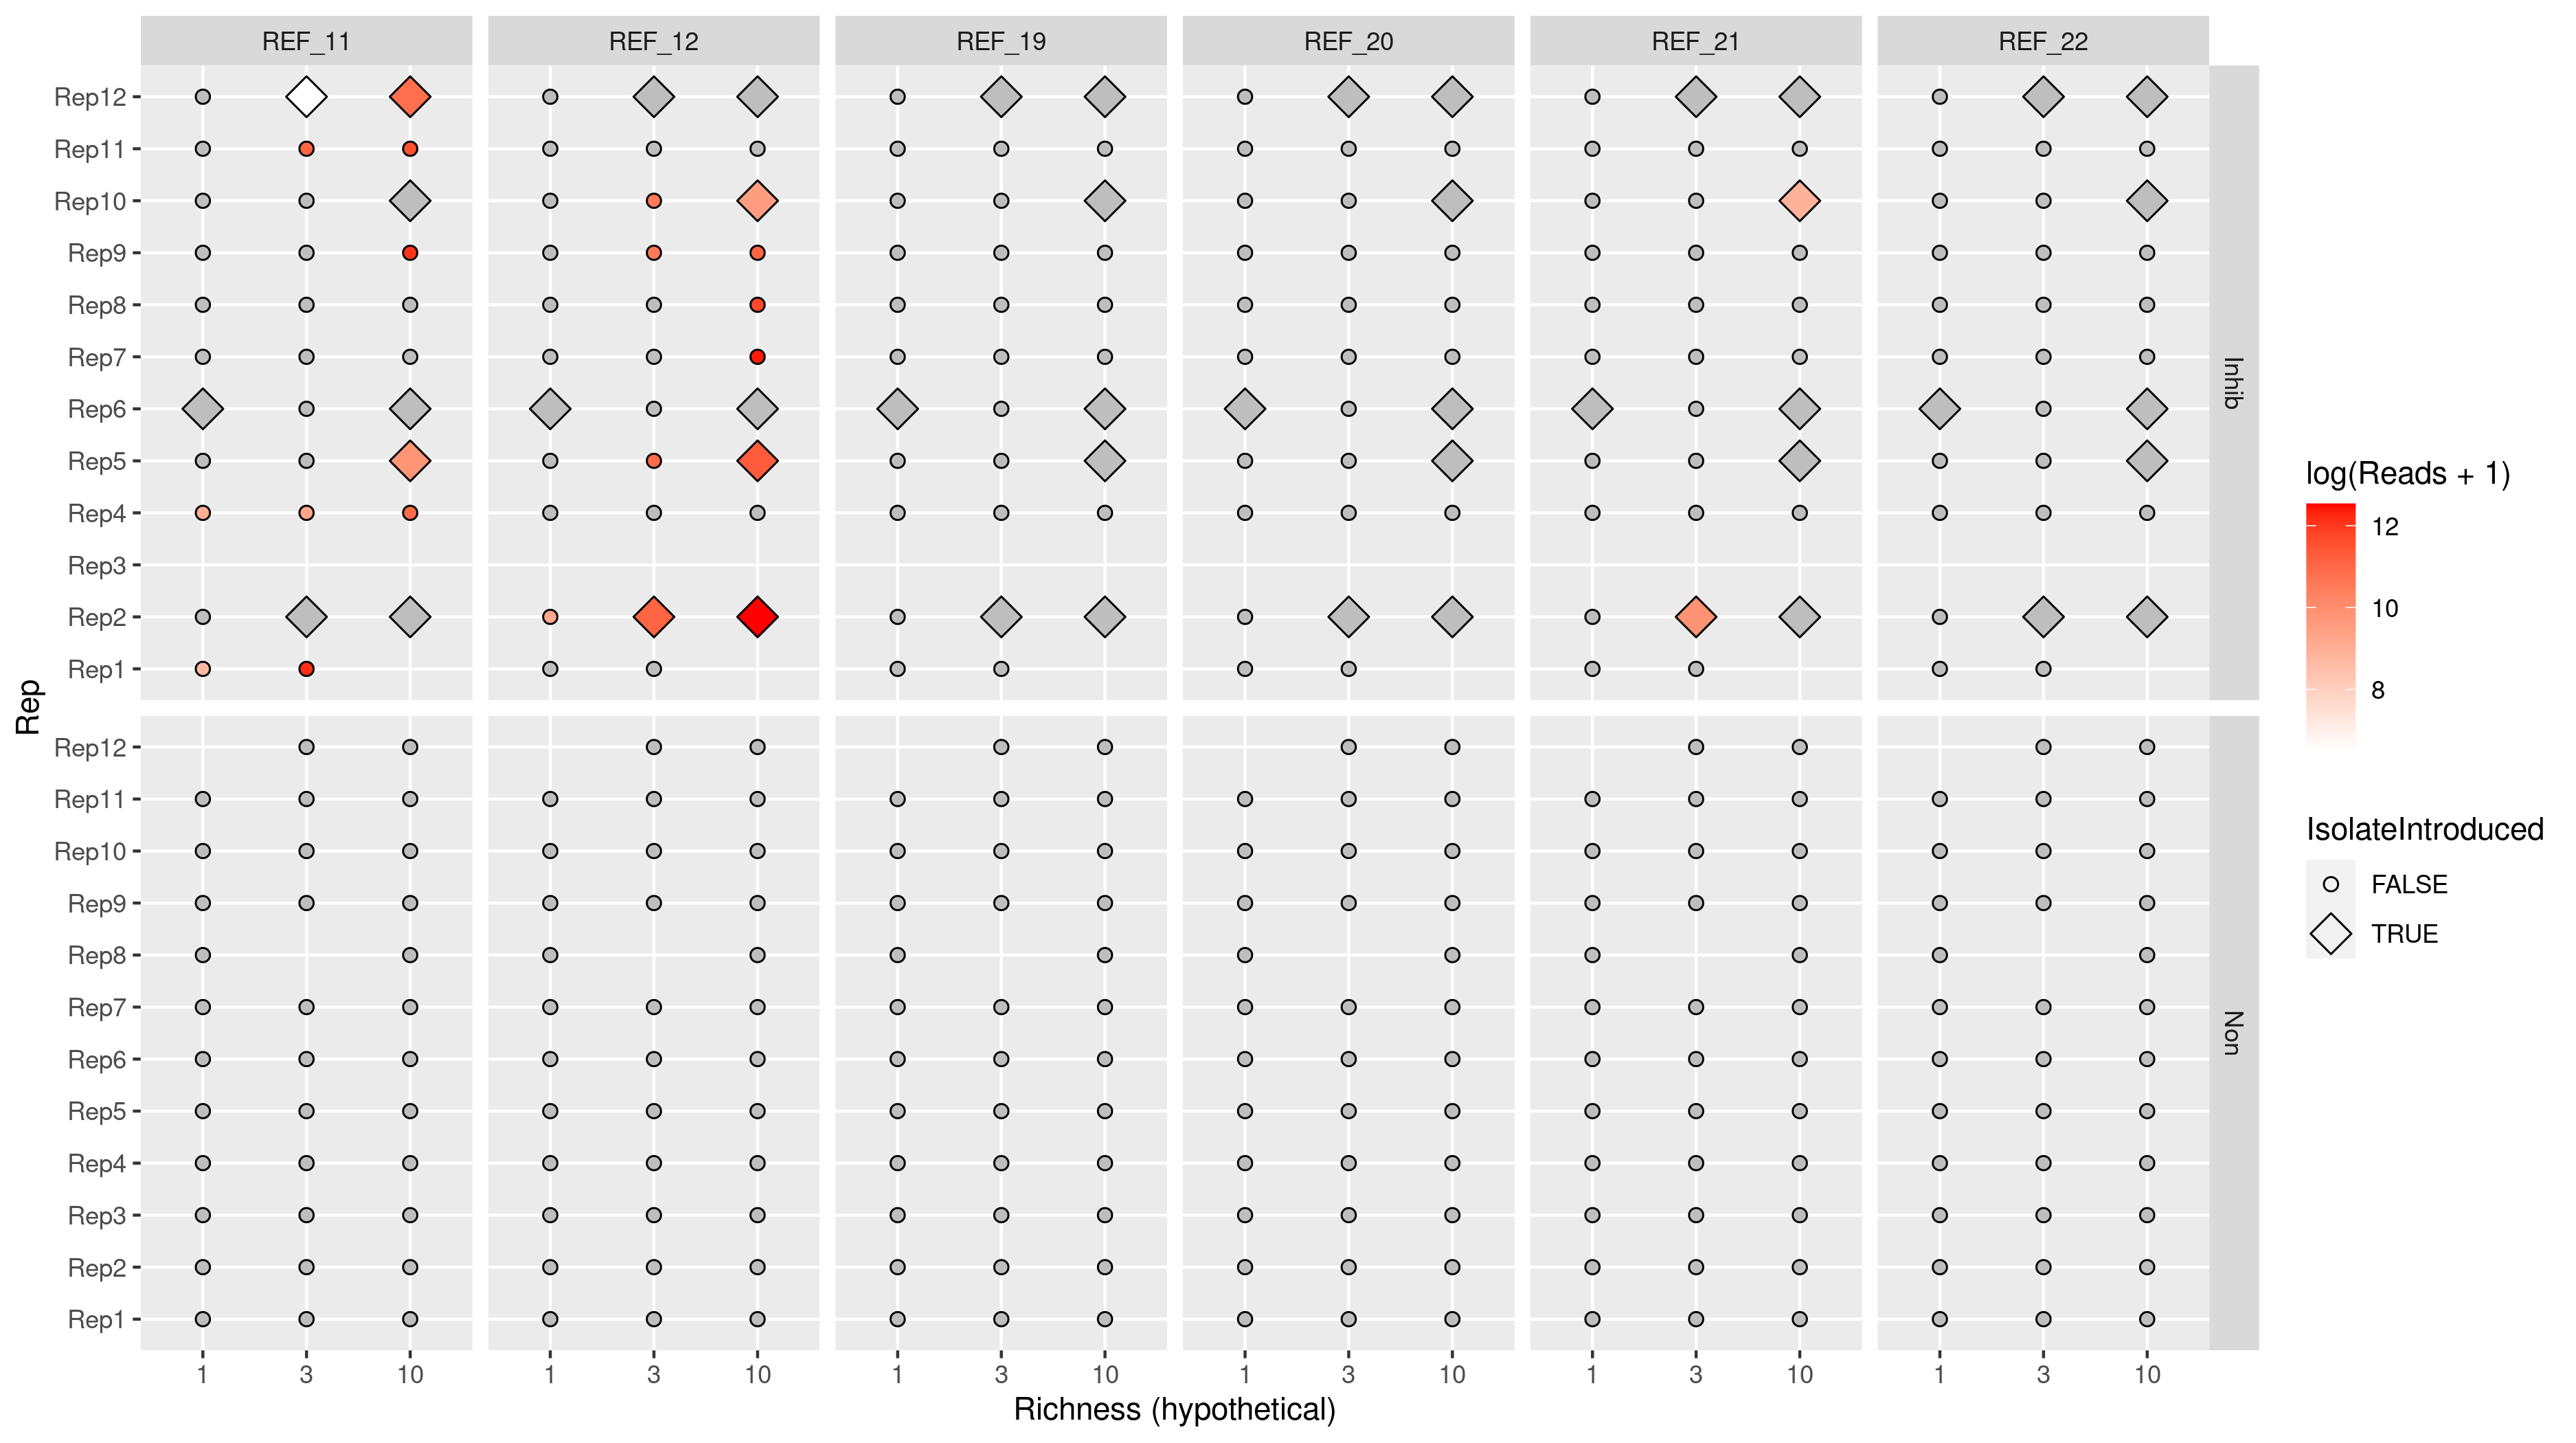 REF_11 REF_12 REF_19 REF_20 REF_21 REF_22
Rep12
Rep11
Rep10
Rep9
Rep8
Rep7
Rep6
Rep5
Rep4
Rep3
Rep2
Rep1
Inhib
Rep12
Rep11
Rep10
Rep9
Rep8
Rep7
Rep6
Rep5
Rep4
Rep3
Rep2
Rep1
Non
Rep
1 3 10 1 3 10 1 3 10 1 3 10 1 3 10 1 3 10
Richness (hypothetical)
log(Reads + 1)
12
10
8
IsolateIntroduced
FALSE
TRUE